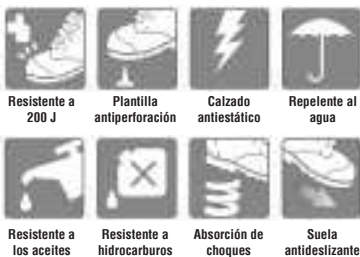 Resistente a
200 J
Plantilla
antiperforación
Calzado
antiestático
Repelente al
agua
Resistente a
los aceites
Resistente a
hidrocarburos
Absorción de
choques
Suela
antideslizante